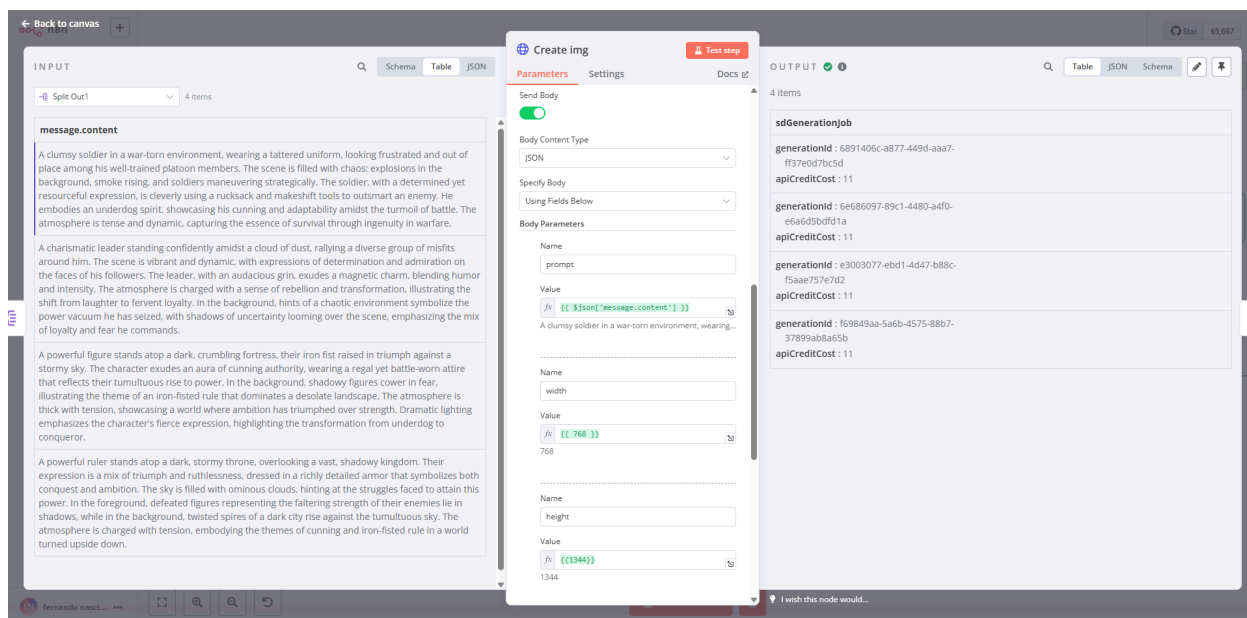 ← Back to canvas
n8n
+
Star 65,667
INPUT
Schema Table JSON
Split Out1
4 items
message.content
A clumsy soldier in a war-torn environment, wearing a tattered uniform, looking frustrated and out of
place among his well-trained platoon members. The scene is filled with chaos: explosions in the
background, smoke rising, and soldiers maneuvering strategically. The soldier, with a determined yet
resourceful expression, is cleverly using a rucksack and makeshift tools to outsmart an enemy. He
embodies an underdog spirit, showcasing his cunning and adaptability amidst the turmoil of battle. The
atmosphere is tense and dynamic, capturing the essence of survival through ingenuity in warfare.
A charismatic leader standing confidently amidst a cloud of dust, rallying a diverse group of misfits
around him. The scene is vibrant and dynamic, with expressions of determination and admiration on
the faces of his followers. The leader, with an audacious grin, exudes a magnetic charm, blending humor
and intensity. The atmosphere is charged with a sense of rebellion and transformation, illustrating the
shift from laughter to fervent loyalty. In the background, hints of a chaotic environment symbolize the
power vacuum he has seized, with shadows of uncertainty looming over the scene, emphasizing the mix
of loyalty and fear he commands.
A powerful figure stands atop a dark, crumbling fortress, their iron fist raised in triumph against a
stormy sky. The character exudes an aura of cunning authority, wearing a regal yet battle-worn attire
that reflects their tumultuous rise to power. In the background, shadowy figures cower in fear,
illustrating the theme of an iron-fisted rule that dominates a desolate landscape. The atmosphere is
thick with tension, showcasing a world where ambition has triumphed over strength. Dramatic lighting
emphasizes the character's fierce expression, highlighting the transformation from underdog to
conqueror.
A powerful ruler stands atop a dark, stormy throne, overlooking a vast, shadowy kingdom. Their
expression is a mix of triumph and ruthlessness, dressed in a richly detailed armor that symbolizes both
conquest and ambition. The sky is filled with ominous clouds, hinting at the struggles faced to attain this
power. In the foreground, defeated figures representing the faltering strength of their enemies lie in
shadows, while in the background, twisted spires of a dark city rise against the tumultuous sky. The
atmosphere is charged with tension, embodying the themes of cunning and iron-fisted rule in a world
turned upside down.
fernando nasci... •••
Create img
Test step
Parameters Settings Docs
Send Body
Body Content Type
JSON
Specify Body
Using Fields Below
Body Parameters
Name
prompt
Value
fx {{ $json['message.content'] }}
A clumsy soldier in a war-torn environment, wearing...
Name
width
Value
fx {{ 768 }}
768
Name
height
Value
fx {{1344}}
1344
OUTPUT
Table JSON Schema
4 items
sdGenerationJob
generationId : 6891406c-a877-449d-aaa7-
ff37e0d7bc5d
apiCreditCost : 11
generationId : 6e686097-89c1-4480-a4f0-
e6a6d5bdfd1a
apiCreditCost : 11
generationId : e3003077-ebd1-4d47-b88c-
f5aae757e7d2
apiCreditCost : 11
generationId : f69849aa-5a6b-4575-88b7-
37899ab8a65b
apiCreditCost : 11
I wish this node would...